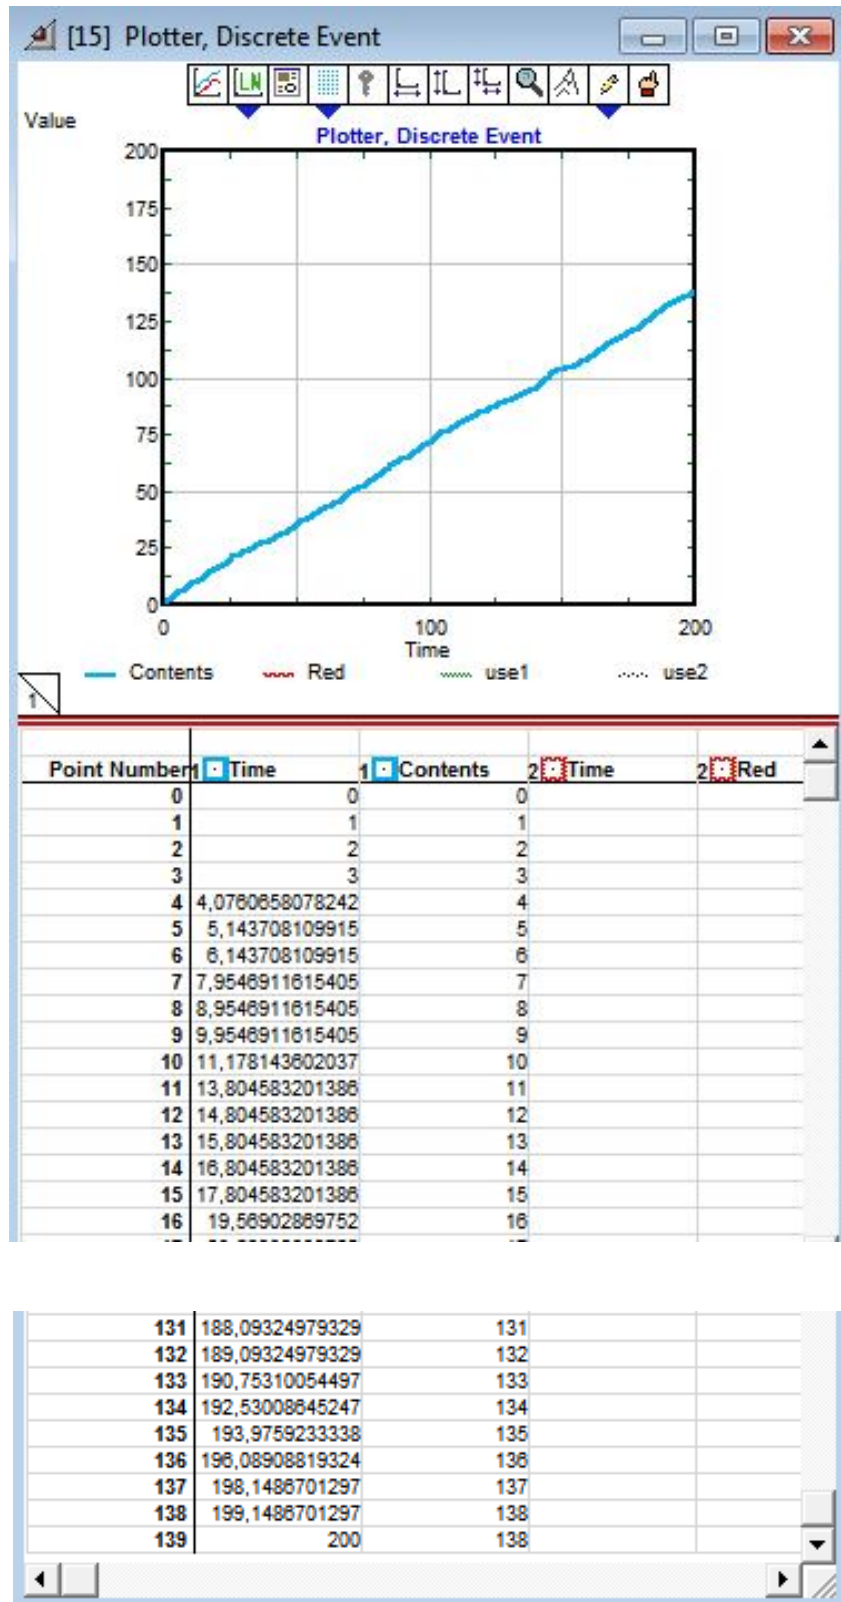 [15] Plotter, Discrete Event
Value
Plotter, Discrete Event
200
175
150
125
100
75
50
25
0
0 100 200
Time
Contents Red use1 use2
1
Point Number 1 Time 1 Contents 2 Time 2 Red
0 0 0
1 1 1
2 2 2
3 3 3
4 4,0760658078242 4
5 5,143708109915 5
6 6,143708109915 6
7 7,9546911615405 7
8 8,9546911615405 8
9 9,9546911615405 9
10 11,178143602037 10
11 13,804583201386 11
12 14,804583201386 12
13 15,804583201386 13
14 16,804583201386 14
15 17,804583201386 15
16 19,56902869752 16
131 188,09324979329 131
132 189,09324979329 132
133 190,75310054497 133
134 192,53008645247 134
135 193,9759233338 135
136 196,08908819324 136
137 198,1486701297 137
138 199,1486701297 138
139 200 138